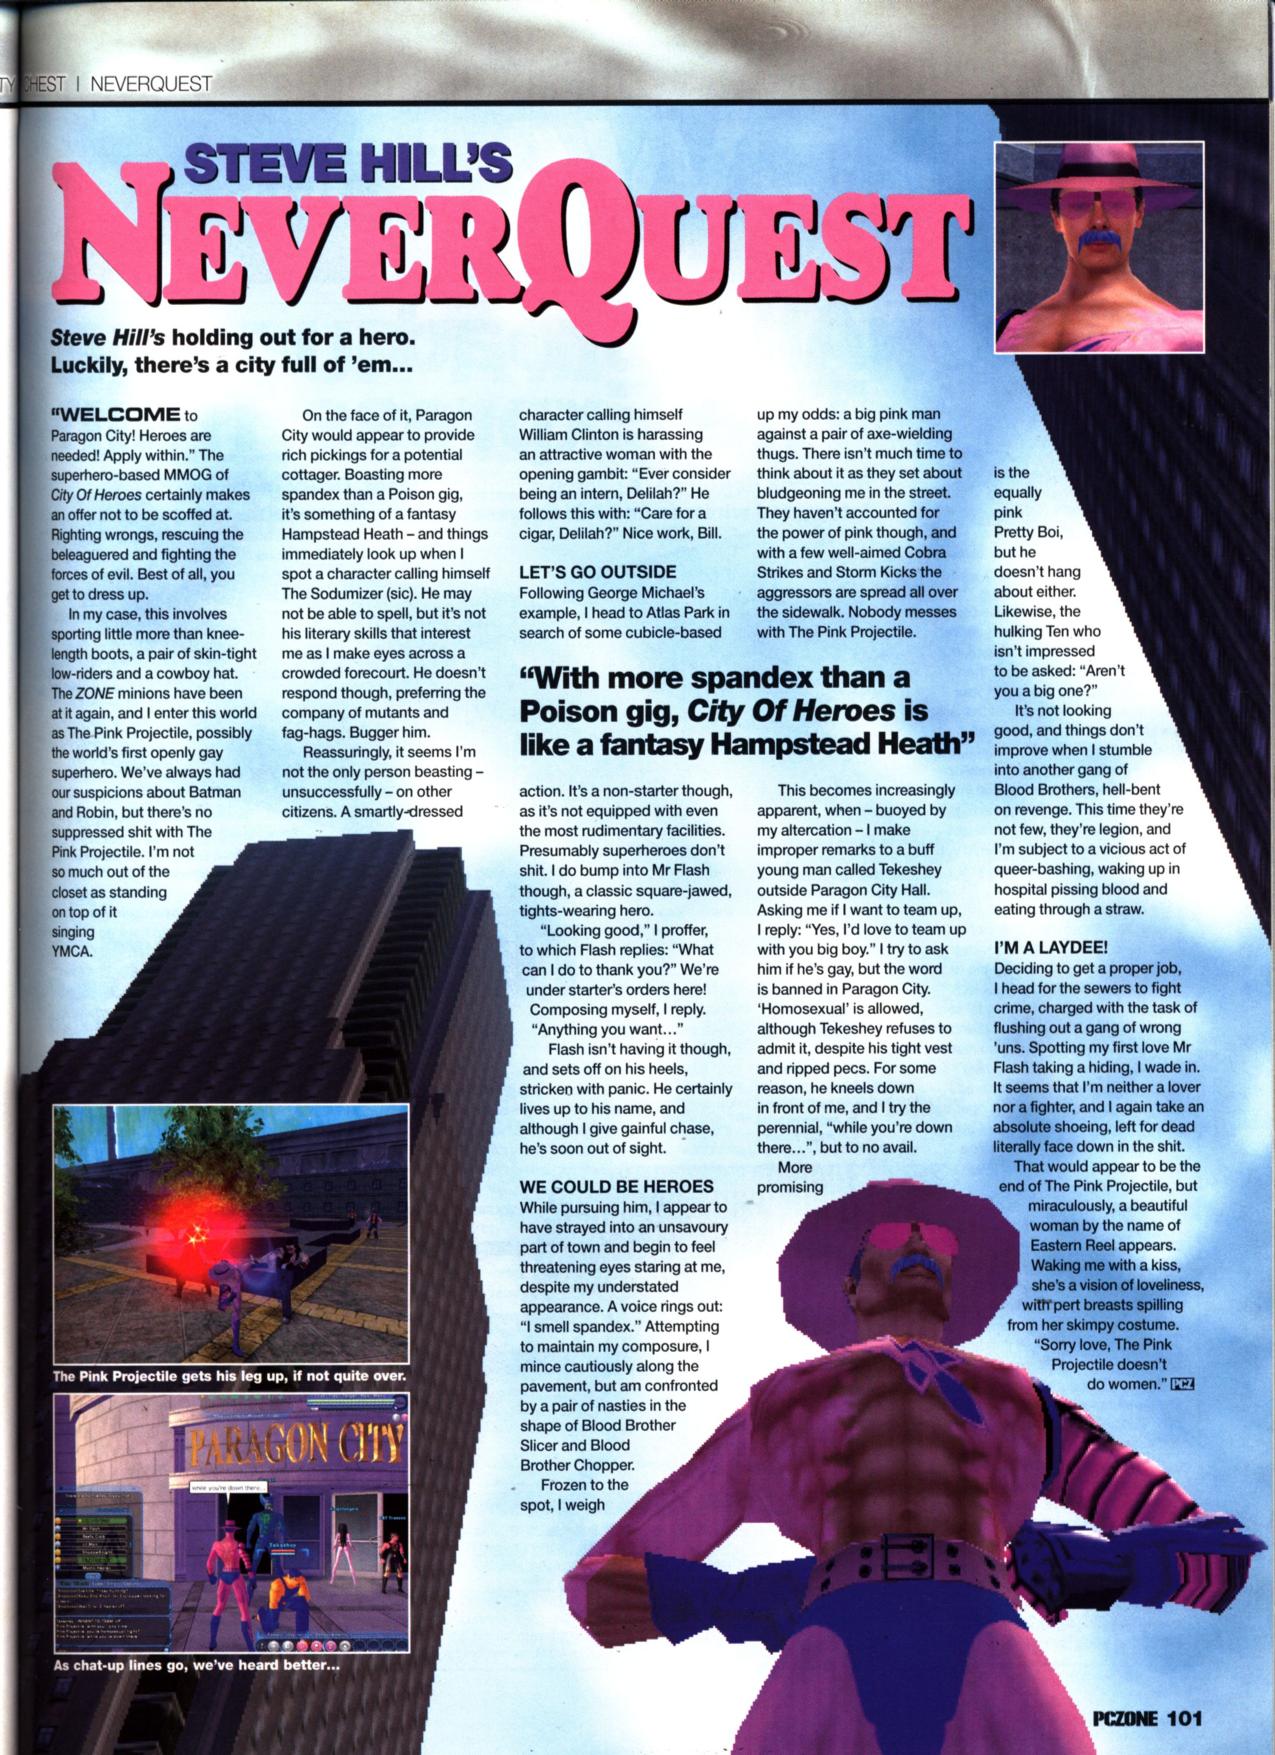 TY CHEST | NEVERQUEST
STEVE HILL'S
NEVERQUEST
Steve Hill's holding out for a hero.
Luckily, there's a city full of 'em...
"WELCOME to
Paragon City! Heroes are
needed! Apply within." The
superhero-based MMOG of
City Of Heroes certainly makes
an offer not to be scoffed at.
Righting wrongs, rescuing the
beleaguered and fighting the
forces of evil. Best of all, you
get to dress up.
In my case, this involves
sporting little more than knee-
length boots, a pair of skin-tight
low-riders and a cowboy hat.
The ZONE minions have been
at it again, and I enter this world
as The Pink Projectile, possibly
the world's first openly gay
superhero. We've always had
our suspicions about Batman
and Robin, but there's no
suppressed shit with The
Pink Projectile. I'm not
so much out of the
closet as standing
on top of it
singing
YMCA.
On the face of it, Paragon
City would appear to provide
rich pickings for a potential
cottager. Boasting more
spandex than a Poison gig,
it's something of a fantasy
Hampstead Heath – and things
immediately look up when I
spot a character calling himself
The Sodumizer (sic). He may
not be able to spell, but it's not
his literary skills that interest
me as I make eyes across a
crowded forecourt. He doesn't
respond though, preferring the
company of mutants and
fag-hags. Bugger him.
Reassuringly, it seems I'm
not the only person beasting –
unsuccessfully – on other
citizens. A smartly-dressed
character calling himself
William Clinton is harassing
an attractive woman with the
opening gambit: "Ever consider
being an intern, Delilah?" He
follows this with: "Care for a
cigar, Delilah?" Nice work, Bill.
LET'S GO OUTSIDE
Following George Michael's
example, I head to Atlas Park in
search of some cubicle-based
"With more spandex than a
Poison gig, City Of Heroes is
like a fantasy Hampstead Heath"
action. It's a non-starter though,
as it's not equipped with even
the most rudimentary facilities.
Presumably superheroes don't
shit. I do bump into Mr Flash
though, a classic square-jawed,
tights-wearing hero.
"Looking good," I proffer,
to which Flash replies: "What
can I do to thank you?" We're
under starter's orders here!
Composing myself, I reply.
"Anything you want..."
Flash isn't having it though,
and sets off on his heels,
stricken with panic. He certainly
lives up to his name, and
although I give gainful chase,
he's soon out of sight.
WE COULD BE HEROES
While pursuing him, I appear to
have strayed into an unsavoury
part of town and begin to feel
threatening eyes staring at me,
despite my understated
appearance. A voice rings out:
"I smell spandex." Attempting
to maintain my composure, I
mince cautiously along the
pavement, but am confronted
by a pair of nasties in the
shape of Blood Brother
Slicer and Blood
Brother Chopper.
Frozen to the
spot, I weigh
up my odds: a big pink man
against a pair of axe-wielding
thugs. There isn't much time to
think about it as they set about
bludgeoning me in the street.
They haven't accounted for
the power of pink though, and
with a few well-aimed Cobra
Strikes and Storm Kicks the
aggressors are spread all over
the sidewalk. Nobody messes
with The Pink Projectile.
This becomes increasingly
apparent, when – buoyed by
my altercation – I make
improper remarks to a buff
young man called Tekeshey
outside Paragon City Hall.
Asking me if I want to team up,
I reply: "Yes, I'd love to team up
with you big boy." I try to ask
him if he's gay, but the word
is banned in Paragon City.
'Homosexual' is allowed,
although Tekeshey refuses to
admit it, despite his tight vest
and ripped pecs. For some
reason, he kneels down
in front of me, and I try the
perennial, "while you're down
there...", but to no avail.
More
promising
is the
equally
pink
Pretty Boi,
but he
doesn't hang
about either.
Likewise, the
hulking Ten who
isn't impressed
to be asked: "Aren't
you a big one?"
It's not looking
good, and things don't
improve when I stumble
into another gang of
Blood Brothers, hell-bent
on revenge. This time they're
not few, they're legion, and
I'm subject to a vicious act of
queer-bashing, waking up in
hospital pissing blood and
eating through a straw.
I'M A LAYDEE!
Deciding to get a proper job,
I head for the sewers to fight
crime, charged with the task of
flushing out a gang of wrong
'uns. Spotting my first love Mr
Flash taking a hiding, I wade in.
It seems that I'm neither a lover
nor a fighter, and I again take an
absolute shoeing, left for dead
literally face down in the shit.
That would appear to be the
end of The Pink Projectile, but
miraculously, a beautiful
woman by the name of
Eastern Reel appears.
Waking me with a kiss,
she's a vision of loveliness,
with pert breasts spilling
from her skimpy costume.
"Sorry love, The Pink
Projectile doesn't
do women." PCZ
The Pink Projectile gets his leg up, if not quite over.
PARAGON CITY
while you're down there...
Tekeshey
As chat-up lines go, we've heard better...
PCZONE 101